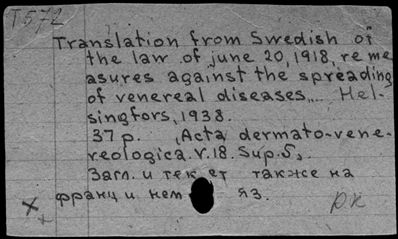 T572
Translation from Swedish of
the law of june 20, 1918, re me
asures against the spreading
of venereal diseases,... Hel-
singfors, 1938.
37 p. Acta dermato-vene-
reologica. V. 18. Sup. 5,
Загл. и текст также на
франц и нем яз.